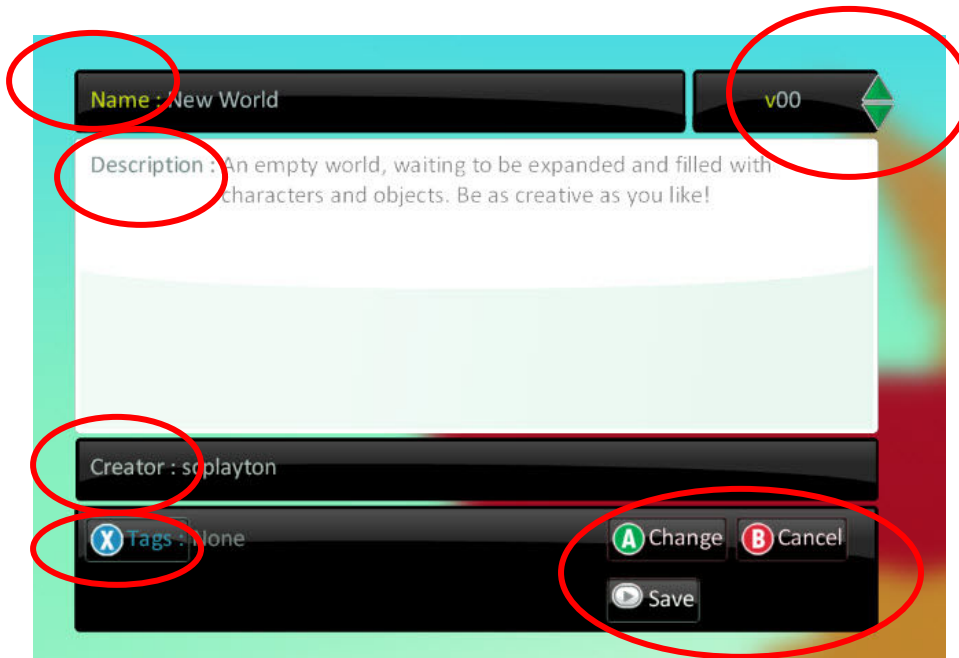 Name : New World
v00
Description : An empty world, waiting to be expanded and filled with
characters and objects. Be as creative as you like!
Creator : scplayton
X Tags : None
A Change B Cancel
Save